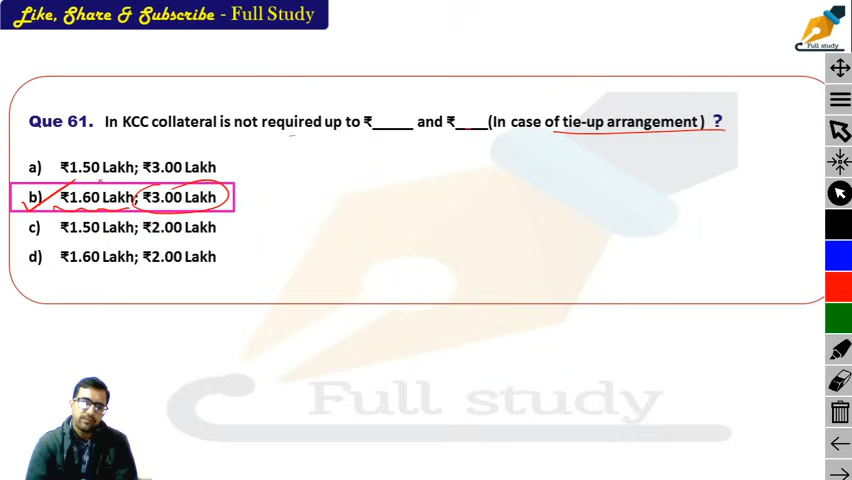 Like, Share & Subscribe - Full Study
Full study
Que 61. In KCC collateral is not required up to ₹_____ and ₹____(In case of tie-up arrangement) ?
a) ₹1.50 Lakh; ₹3.00 Lakh
b) ₹1.60 Lakh; ₹3.00 Lakh
c) ₹1.50 Lakh; ₹2.00 Lakh
d) ₹1.60 Lakh; ₹2.00 Lakh
Full study